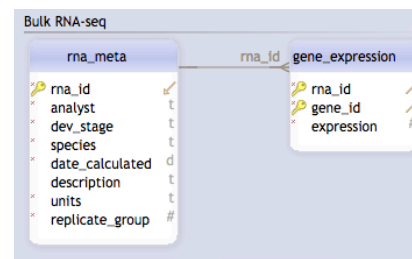 Bulk RNA-seq
rna_meta
rna_id
analyst t
dev_stage t
species t
date_calculated d
description t
units t
replicate_group #
rna_id
gene_expression
rna_id
gene_id
expression #